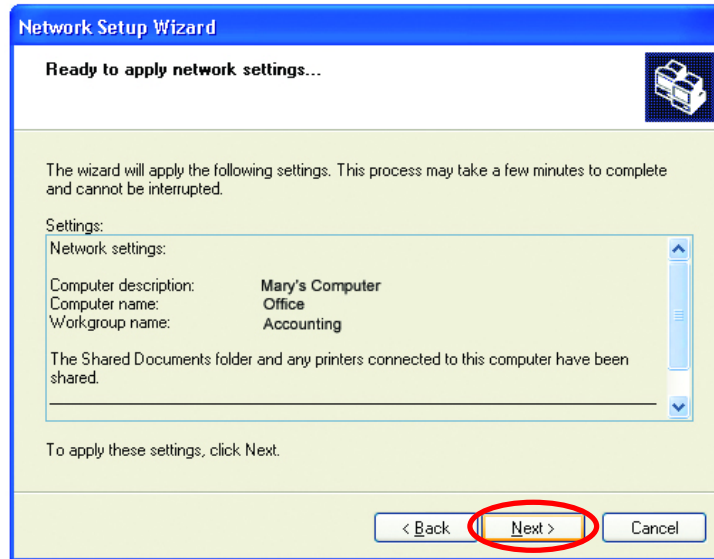 Network Setup Wizard
Ready to apply network settings...
The wizard will apply the following settings. This process may take a few minutes to complete
and cannot be interrupted.
Settings:
Network settings:
Computer description: Mary's Computer
Computer name: Office
Workgroup name: Accounting
The Shared Documents folder and any printers connected to this computer have been
shared.
To apply these settings, click Next.
< Back Next > Cancel